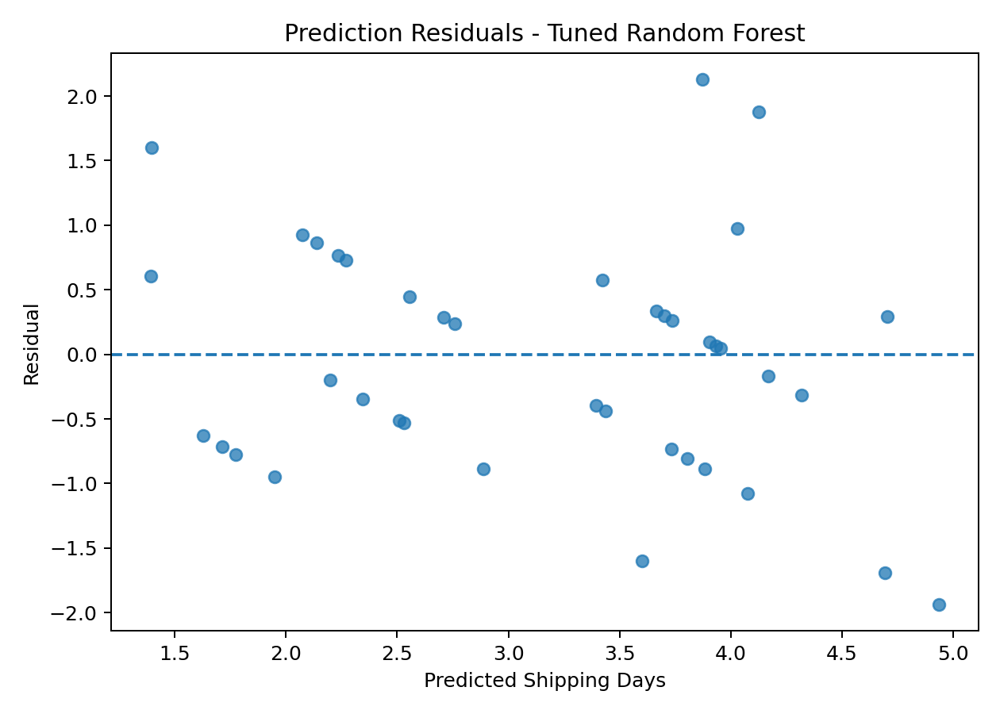 Prediction Residuals - Tuned Random Forest
2.0
1.5
1.0
0.5
0.0
−0.5
−1.0
−1.5
−2.0
Residual
1.5 2.0 2.5 3.0 3.5 4.0 4.5 5.0
Predicted Shipping Days